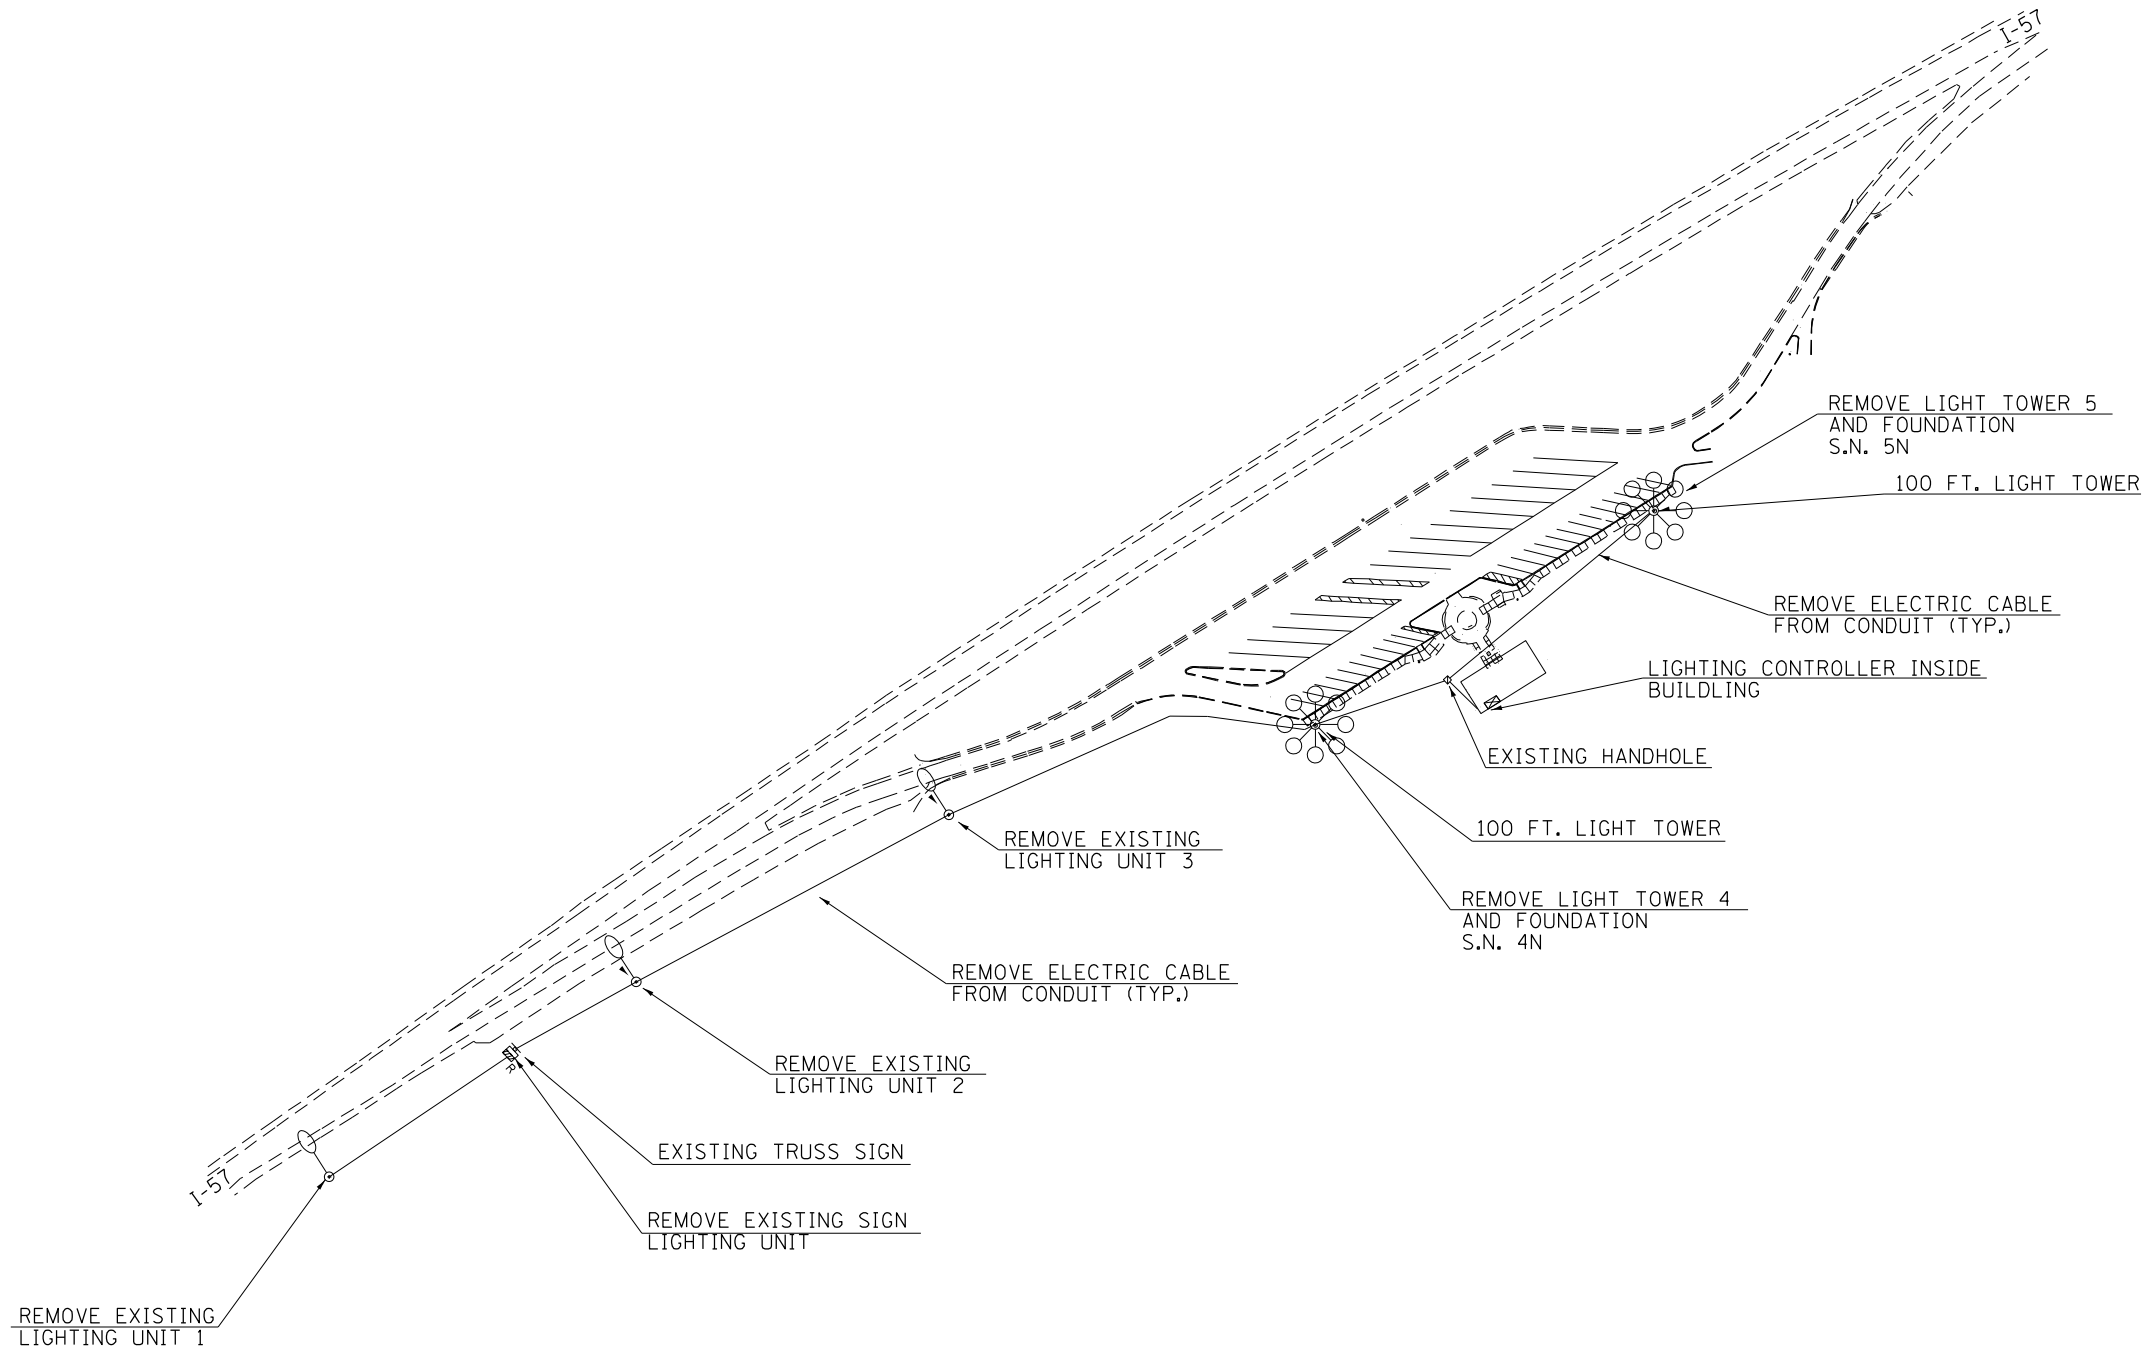 I-57
REMOVE LIGHT TOWER 5
AND FOUNDATION
S.N. 5N
100 FT. LIGHT TOWER
REMOVE ELECTRIC CABLE
FROM CONDUIT (TYP.)
LIGHTING CONTROLLER INSIDE
BUILDLING
EXISTING HANDHOLE
100 FT. LIGHT TOWER
REMOVE EXISTING
LIGHTING UNIT 3
REMOVE LIGHT TOWER 4
AND FOUNDATION
S.N. 4N
REMOVE ELECTRIC CABLE
FROM CONDUIT (TYP.)
REMOVE EXISTING
LIGHTING UNIT 2
R
EXISTING TRUSS SIGN
I-57
REMOVE EXISTING SIGN
LIGHTING UNIT
REMOVE EXISTING
LIGHTING UNIT 1